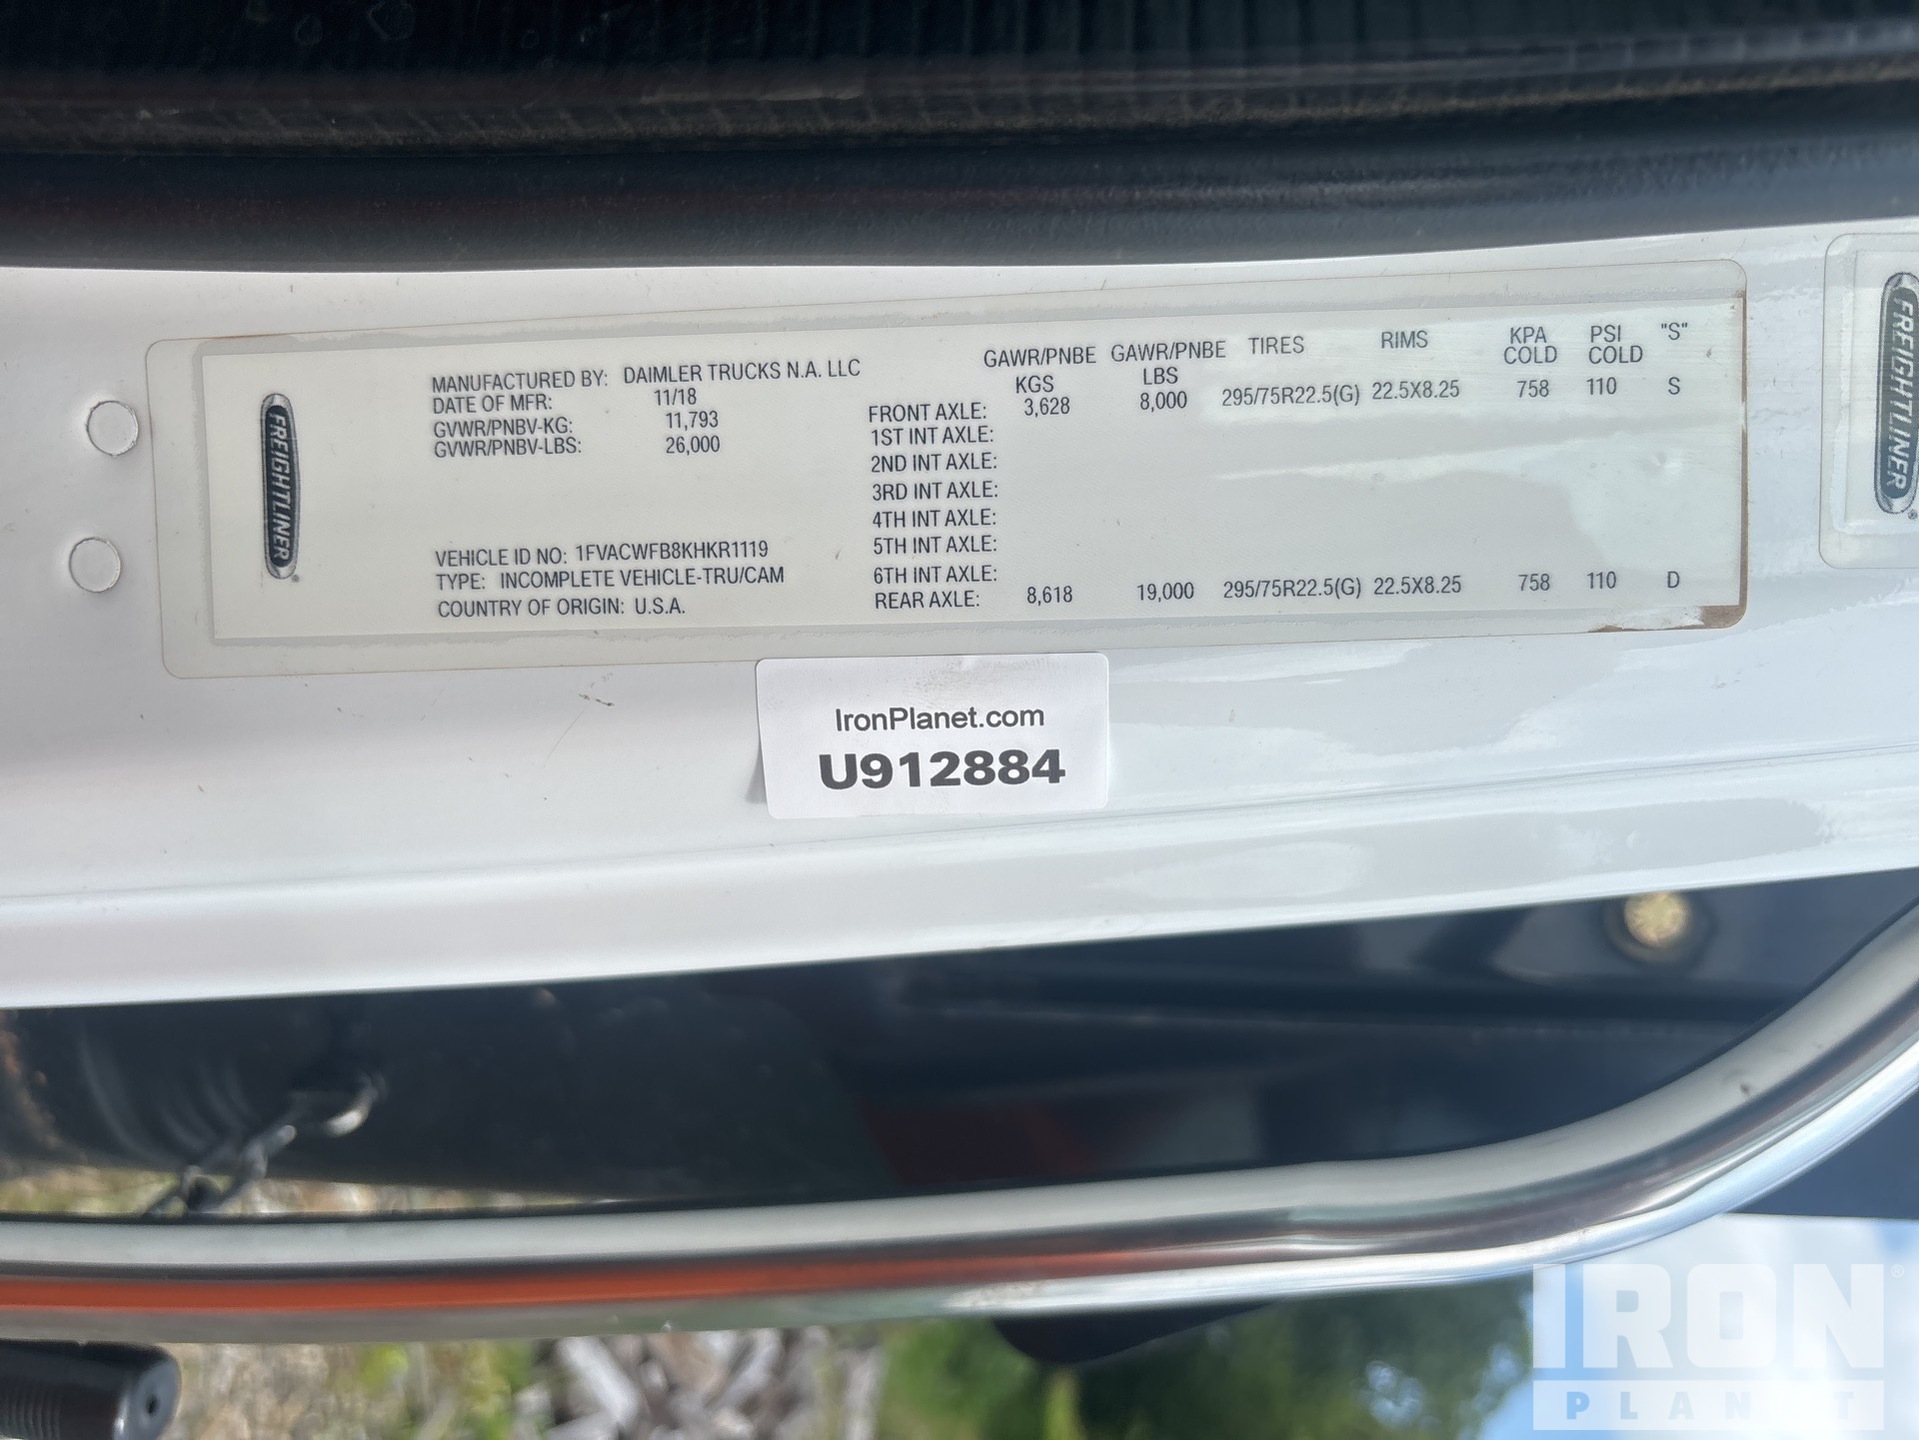 FREIGHTLINER
MANUFACTURED BY: DAIMLER TRUCKS N.A. LLC
DATE OF MFR: 11/18
GVWR/PNBV-KG: 11,793
GVWR/PNBV-LBS: 26,000
VEHICLE ID NO: 1FVACWFB8KHKR1119
TYPE: INCOMPLETE VEHICLE-TRU/CAM
COUNTRY OF ORIGIN: U.S.A.
GAWR/PNBE GAWR/PNBE TIRES RIMS KPA PSI "S"
KGS LBS COLD COLD
FRONT AXLE: 3,628 8,000 295/75R22.5(G) 22.5X8.25 758 110 S
1ST INT AXLE:
2ND INT AXLE:
3RD INT AXLE:
4TH INT AXLE:
5TH INT AXLE:
6TH INT AXLE:
REAR AXLE: 8,618 19,000 295/75R22.5(G) 22.5X8.25 758 110 D
FREIGHTLINER
IronPlanet.com
U912884
IRON
PLANET